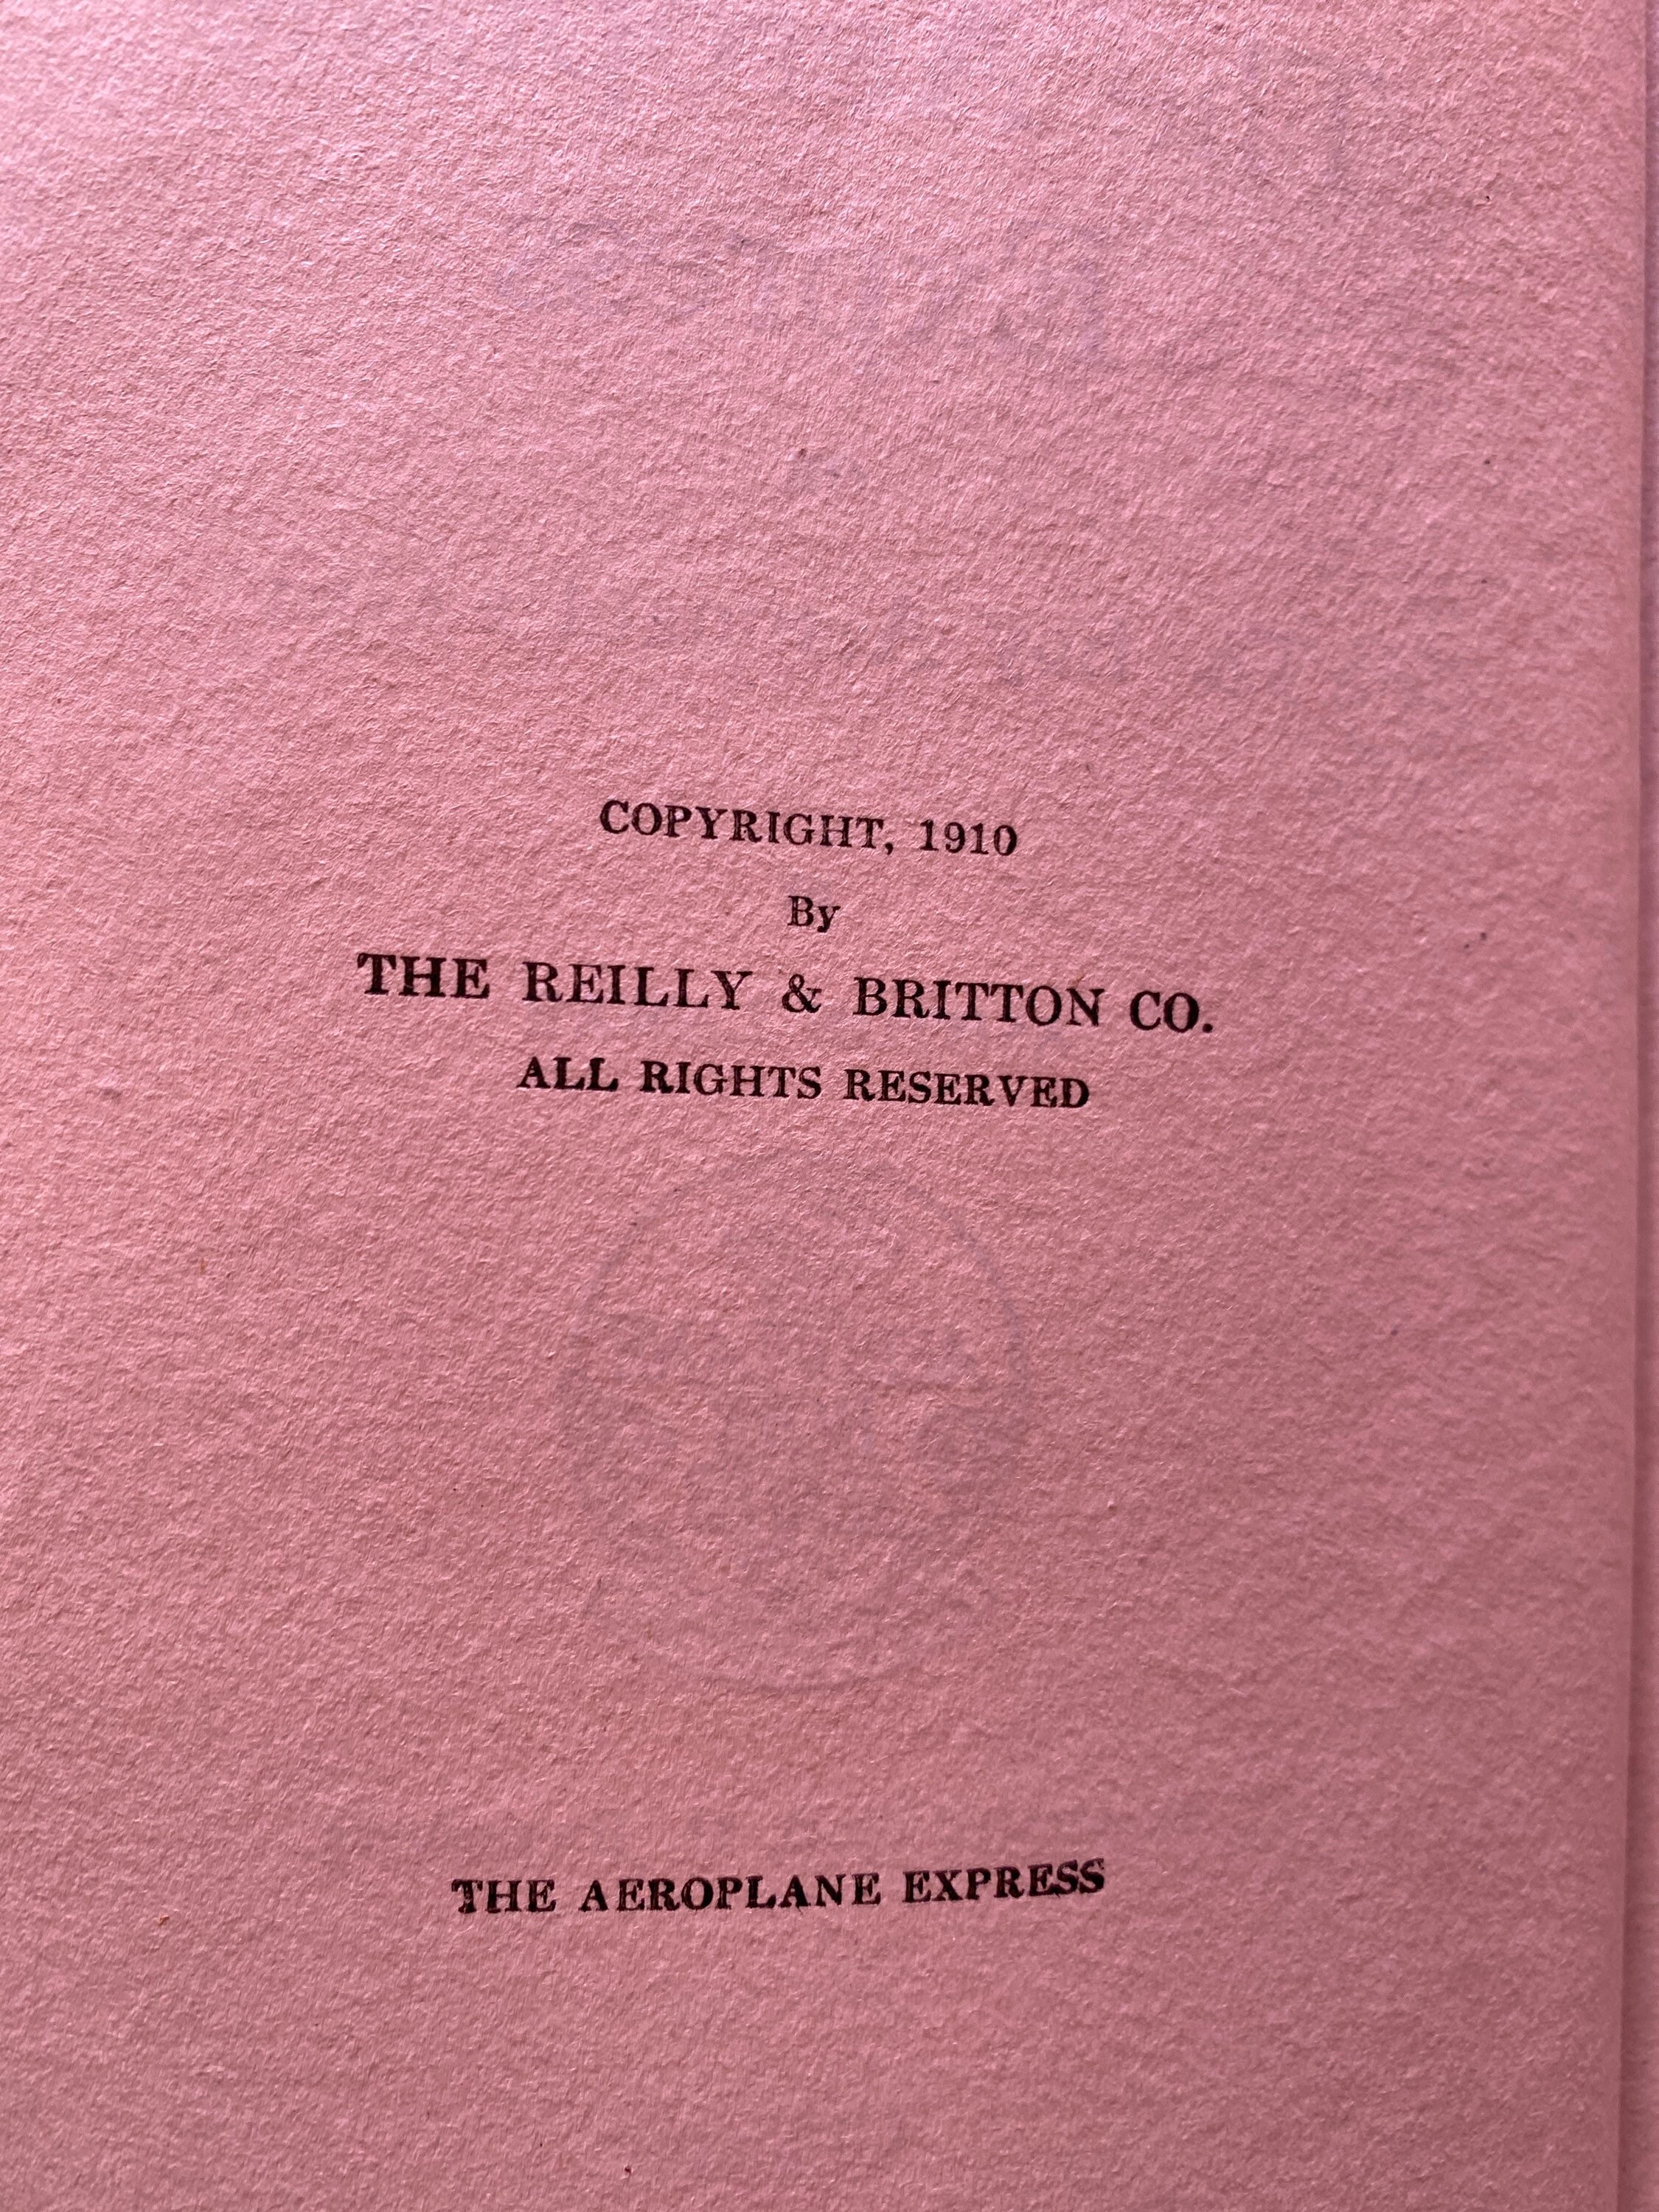 COPYRIGHT, 1910
By
THE REILLY & BRITTON CO.
ALL RIGHTS RESERVED
THE AEROPLANE EXPRESS